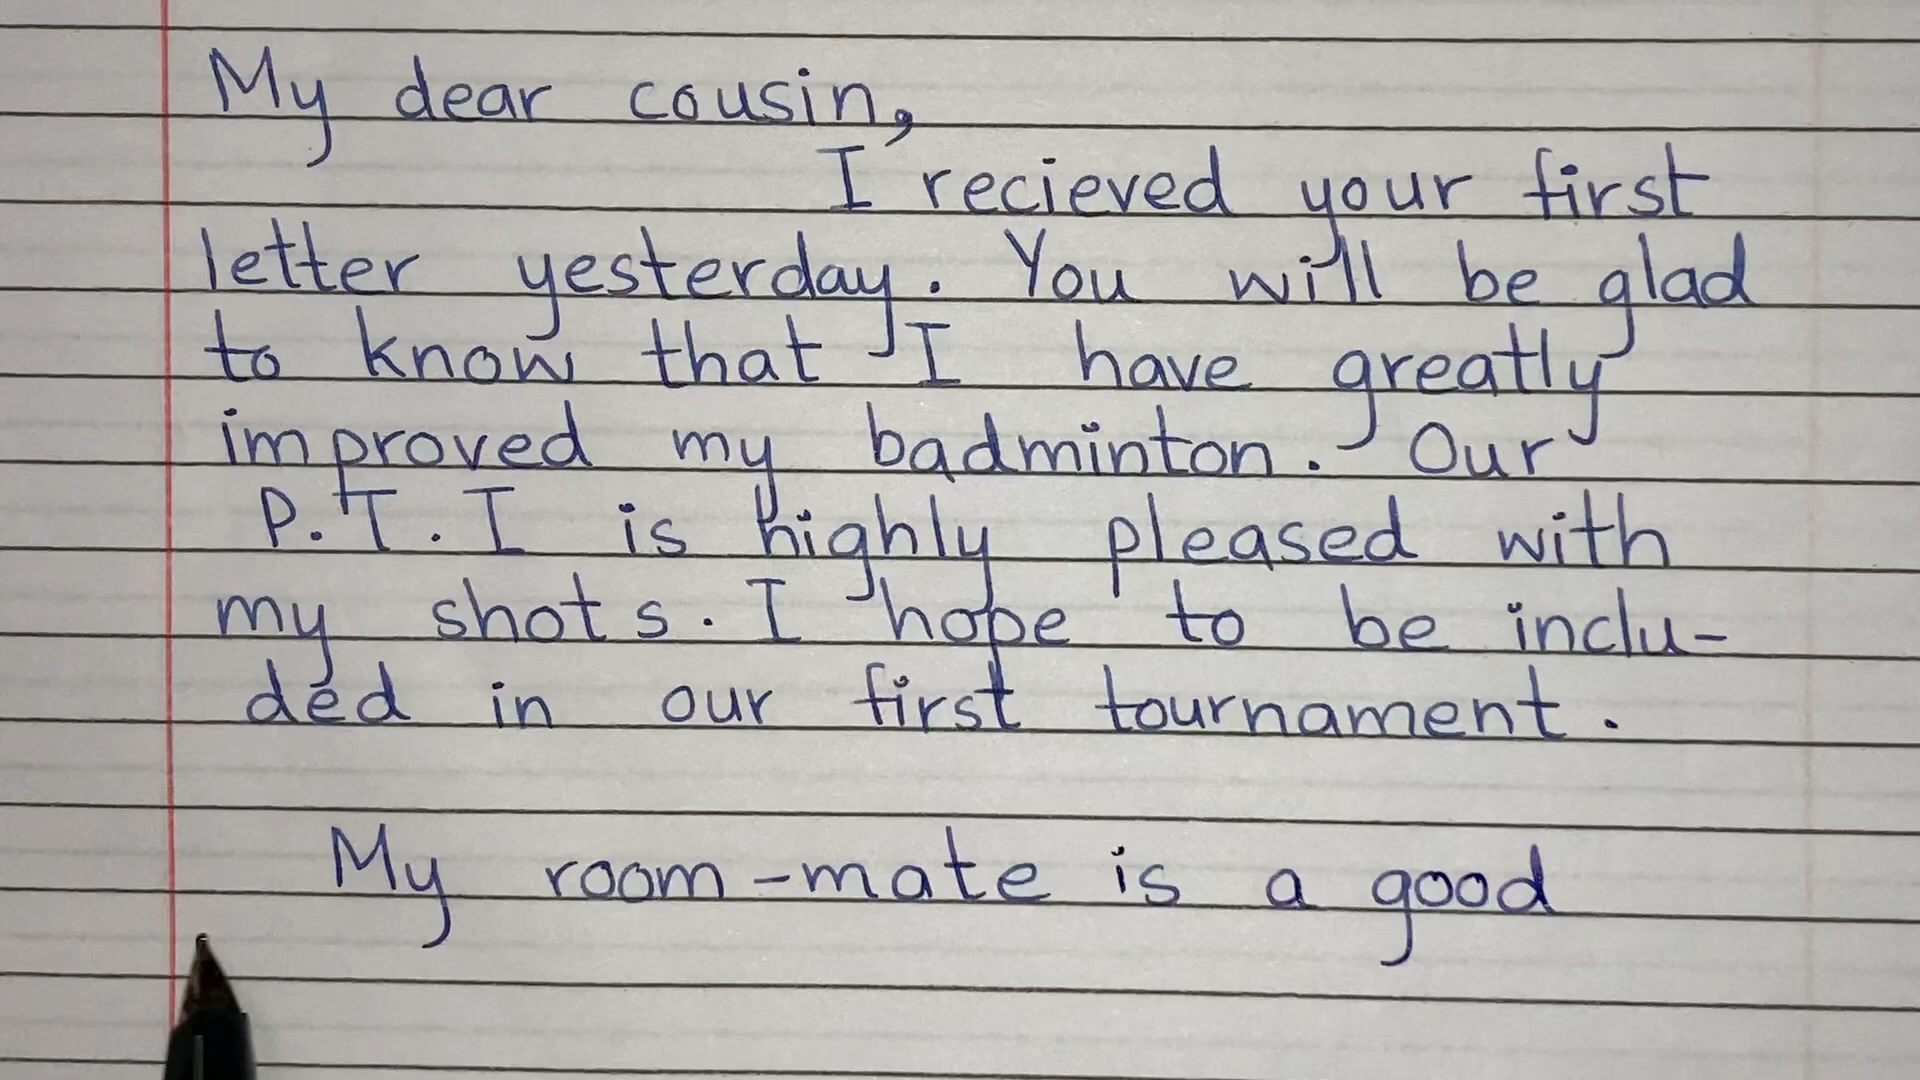 My dear cousin,
I recieved your first
letter yesterday. You will be glad
to know that I have greatly
improved my badminton. Our
P.T.I is highly pleased with
my shots. I hope to be inclu-
ded in our first tournament.
My room-mate is a good